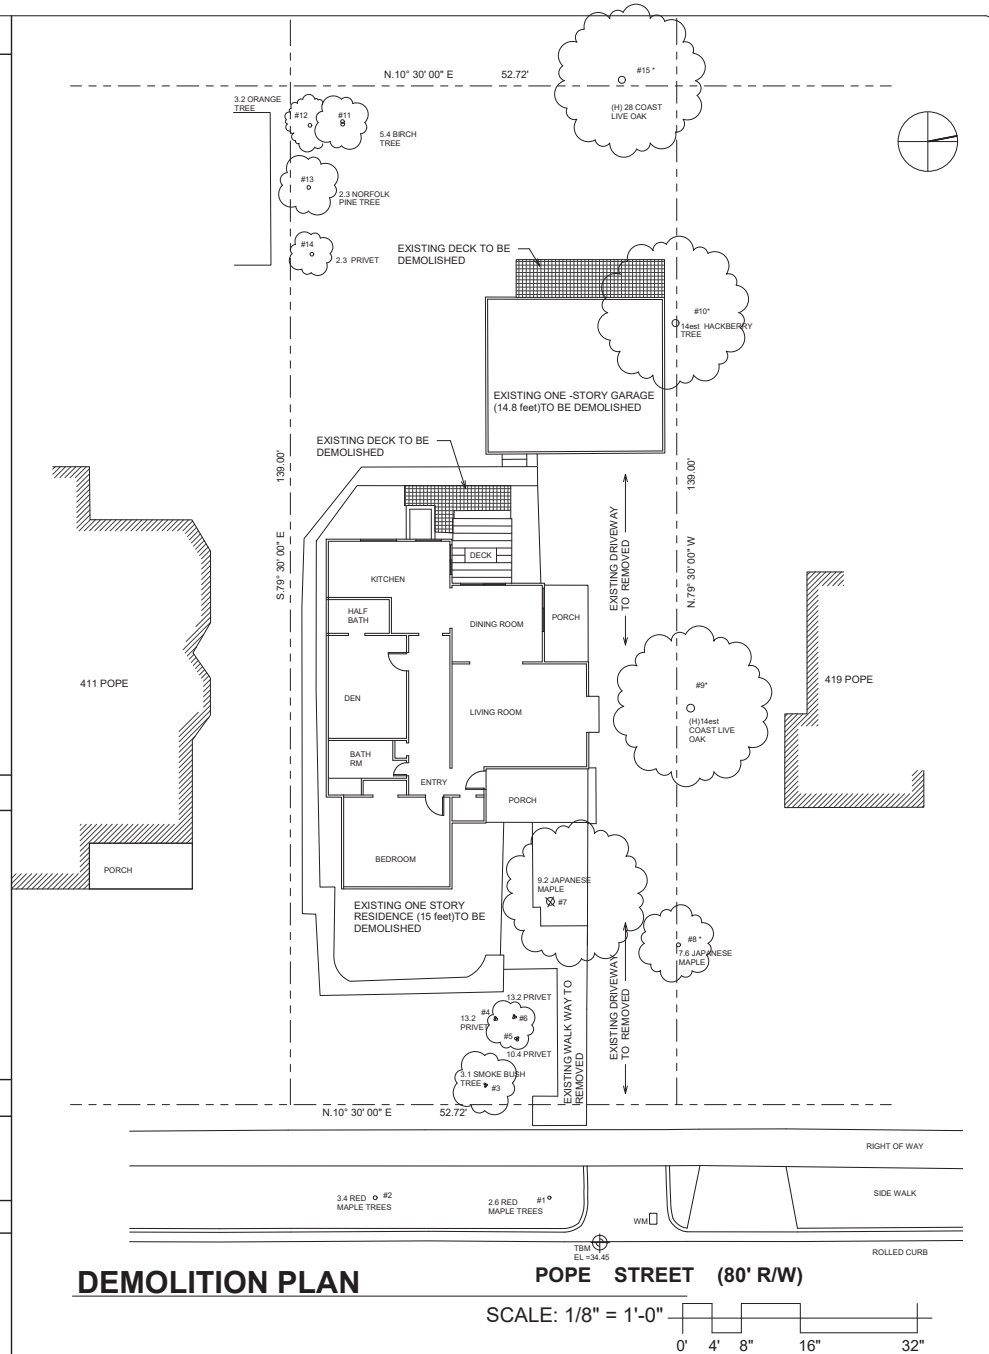 #15 *
N.10° 30' 00" E
52.72'
3.2 ORANGE
TREE
#12
#11
(H) 28 COAST
LIVE OAK
5.4 BIRCH
TREE
#13
2.3 NORFOLK
PINE TREE
#14
2.3 PRIVET
EXISTING DECK TO BE
DEMOLISHED
#10*
14est HACKBERRY
TREE
EXISTING ONE -STORY GARAGE
(14.8 feet)TO BE DEMOLISHED
EXISTING DECK TO BE
DEMOLISHED
139.00'
S.79° 30' 00" E
139.00'
N.79° 30' 00" W
EXISTING DRIVEWAY
TO REMOVED
DECK
KITCHEN
HALF
BATH
DINING ROOM
PORCH
411 POPE
DEN
LIVING ROOM
#9*
(H)14est
COAST LIVE
OAK
419 POPE
BATH
RM
ENTRY
PORCH
BEDROOM
PORCH
9.2 JAPANESE
MAPLE
#7
EXISTING ONE STORY
RESIDENCE (15 feet)TO BE
DEMOLISHED
#8 *
7.6 JAPANESE
MAPLE
EXISTING DRIVEWAY
TO REMOVED
EXISTING WALK WAY TO
REMOVED
13.2 PRIVET
#4
#6
13.2
PRIVET
#5
10.4 PRIVET
3.1 SMOKE BUSH
TREE
#3
N.10° 30' 00" E
52.72'
RIGHT OF WAY
3.4 RED
MAPLE TREES
#2
2.6 RED
MAPLE TREES
#1
SIDE WALK
WM
TBM
EL =34.45
ROLLED CURB
DEMOLITION PLAN
POPE STREET (80' R/W)
SCALE: 1/8" = 1'-0"
0' 4' 8" 16" 32"